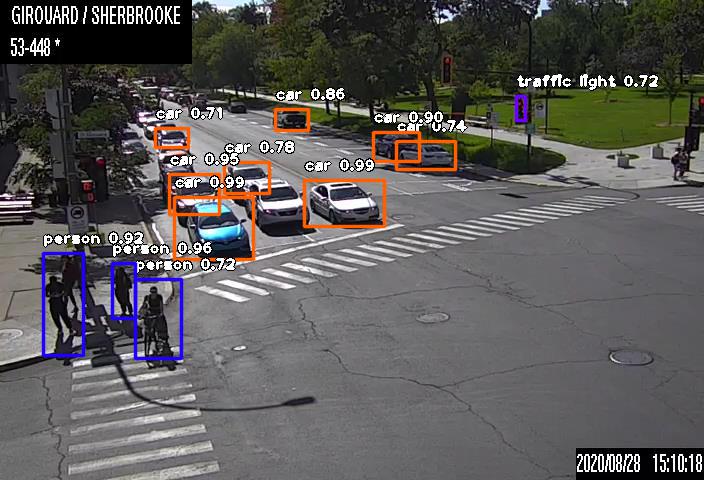 GIROUARD / SHERBROOKE
53-448 *
traffic light 0.72
car 0.86
car 0.71
car 0.90
car 0.74
car 0.78
car 0.95
car 0.99
car 0.99
person 0.92
person 0.96
person 0.72
2020/08/28 15:10:18